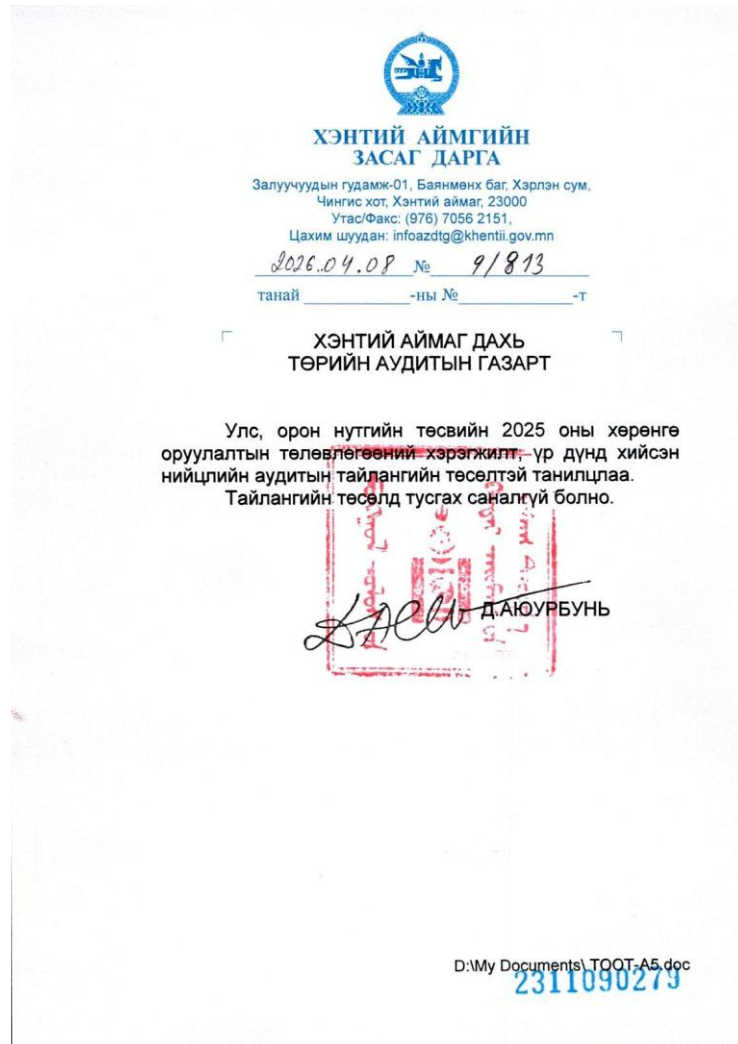 ХЭНТИЙ АЙМГИЙН
ЗАСАГ ДАРГА
Залуучуудын гудамж-01, Баянмөнх баг, Хэрлэн сум,
Чингис хот, Хэнтий аймаг, 23000
Утас/Факс: (976) 7056 2151,
Цахим шуудан: infoazdtg@khentii.gov.mn
2026.04.08 № 9/813
танай ____________-ны №____________-т
ХЭНТИЙ АЙМАГ ДАХЬ
ТӨРИЙН АУДИТЫН ГАЗАРТ
Улс, орон нутгийн төсвийн 2025 оны хөрөнгө
оруулалтын төлөвлөгөөний хэрэгжилт, үр дүнд хийсэн
нийцлийн аудитын тайлангийн төсөлтэй танилцлаа.
Тайлангийн төсөлд тусгах саналгүй болно.
Д.АЮУРБУНЬ
D:\My Documents\ TOOT-A5.doc
2311090279